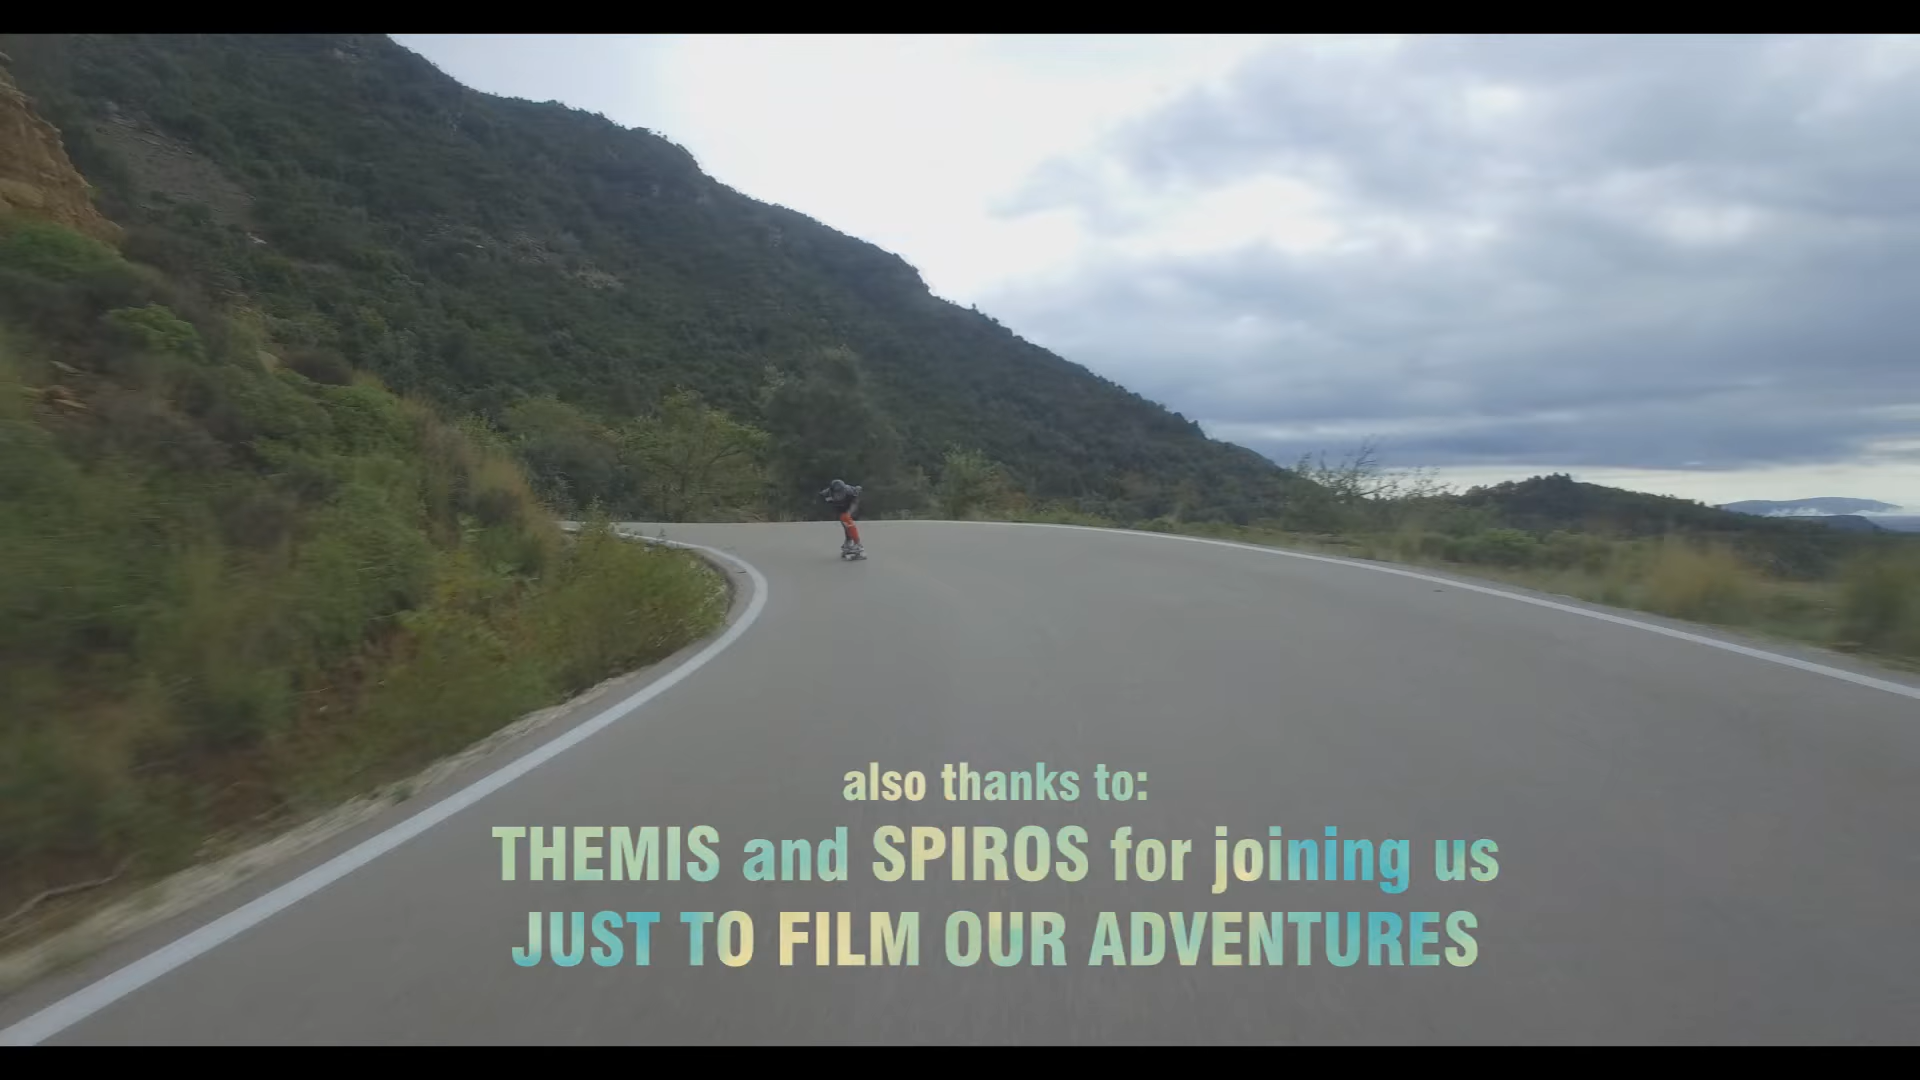 also thanks to:
THEMIS and SPIROS for joining us
JUST TO FILM OUR ADVENTURES